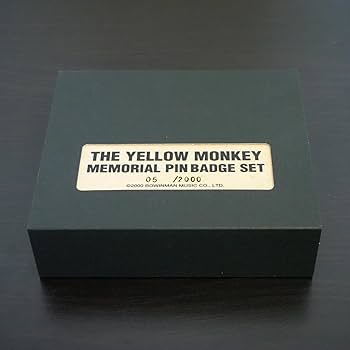 THE YELLOW MONKEY
MEMORIAL PIN BADGE SET
05 /2000
©2000 BOWINMAN MUSIC CO., LTD.